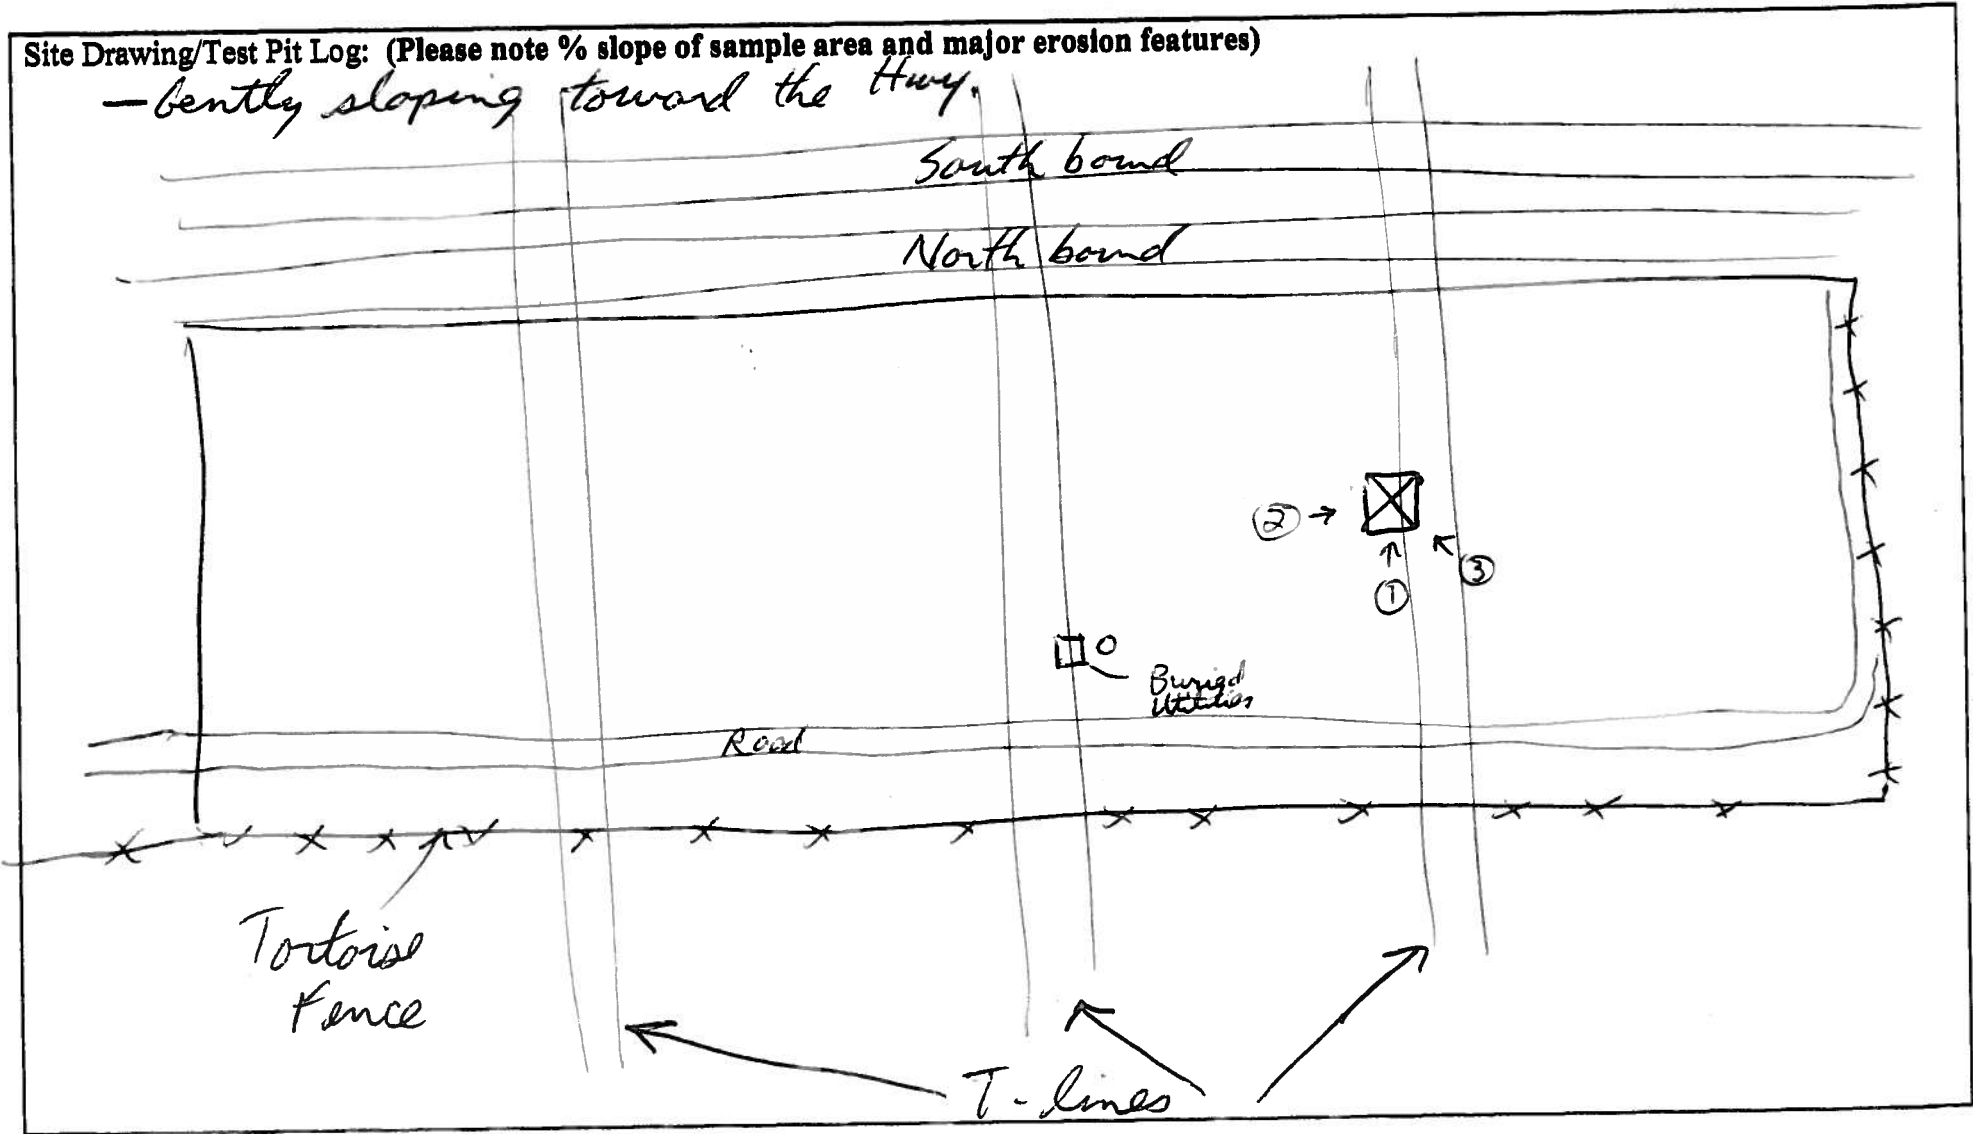 Site Drawing/Test Pit Log: (Please note % slope of sample area and major erosion features)
— Gently sloping toward the Hwy.
South bound
North bound
② →
↑
①
③
O
Buried
Utilities
Road
Tortoise
Fence
T-lines